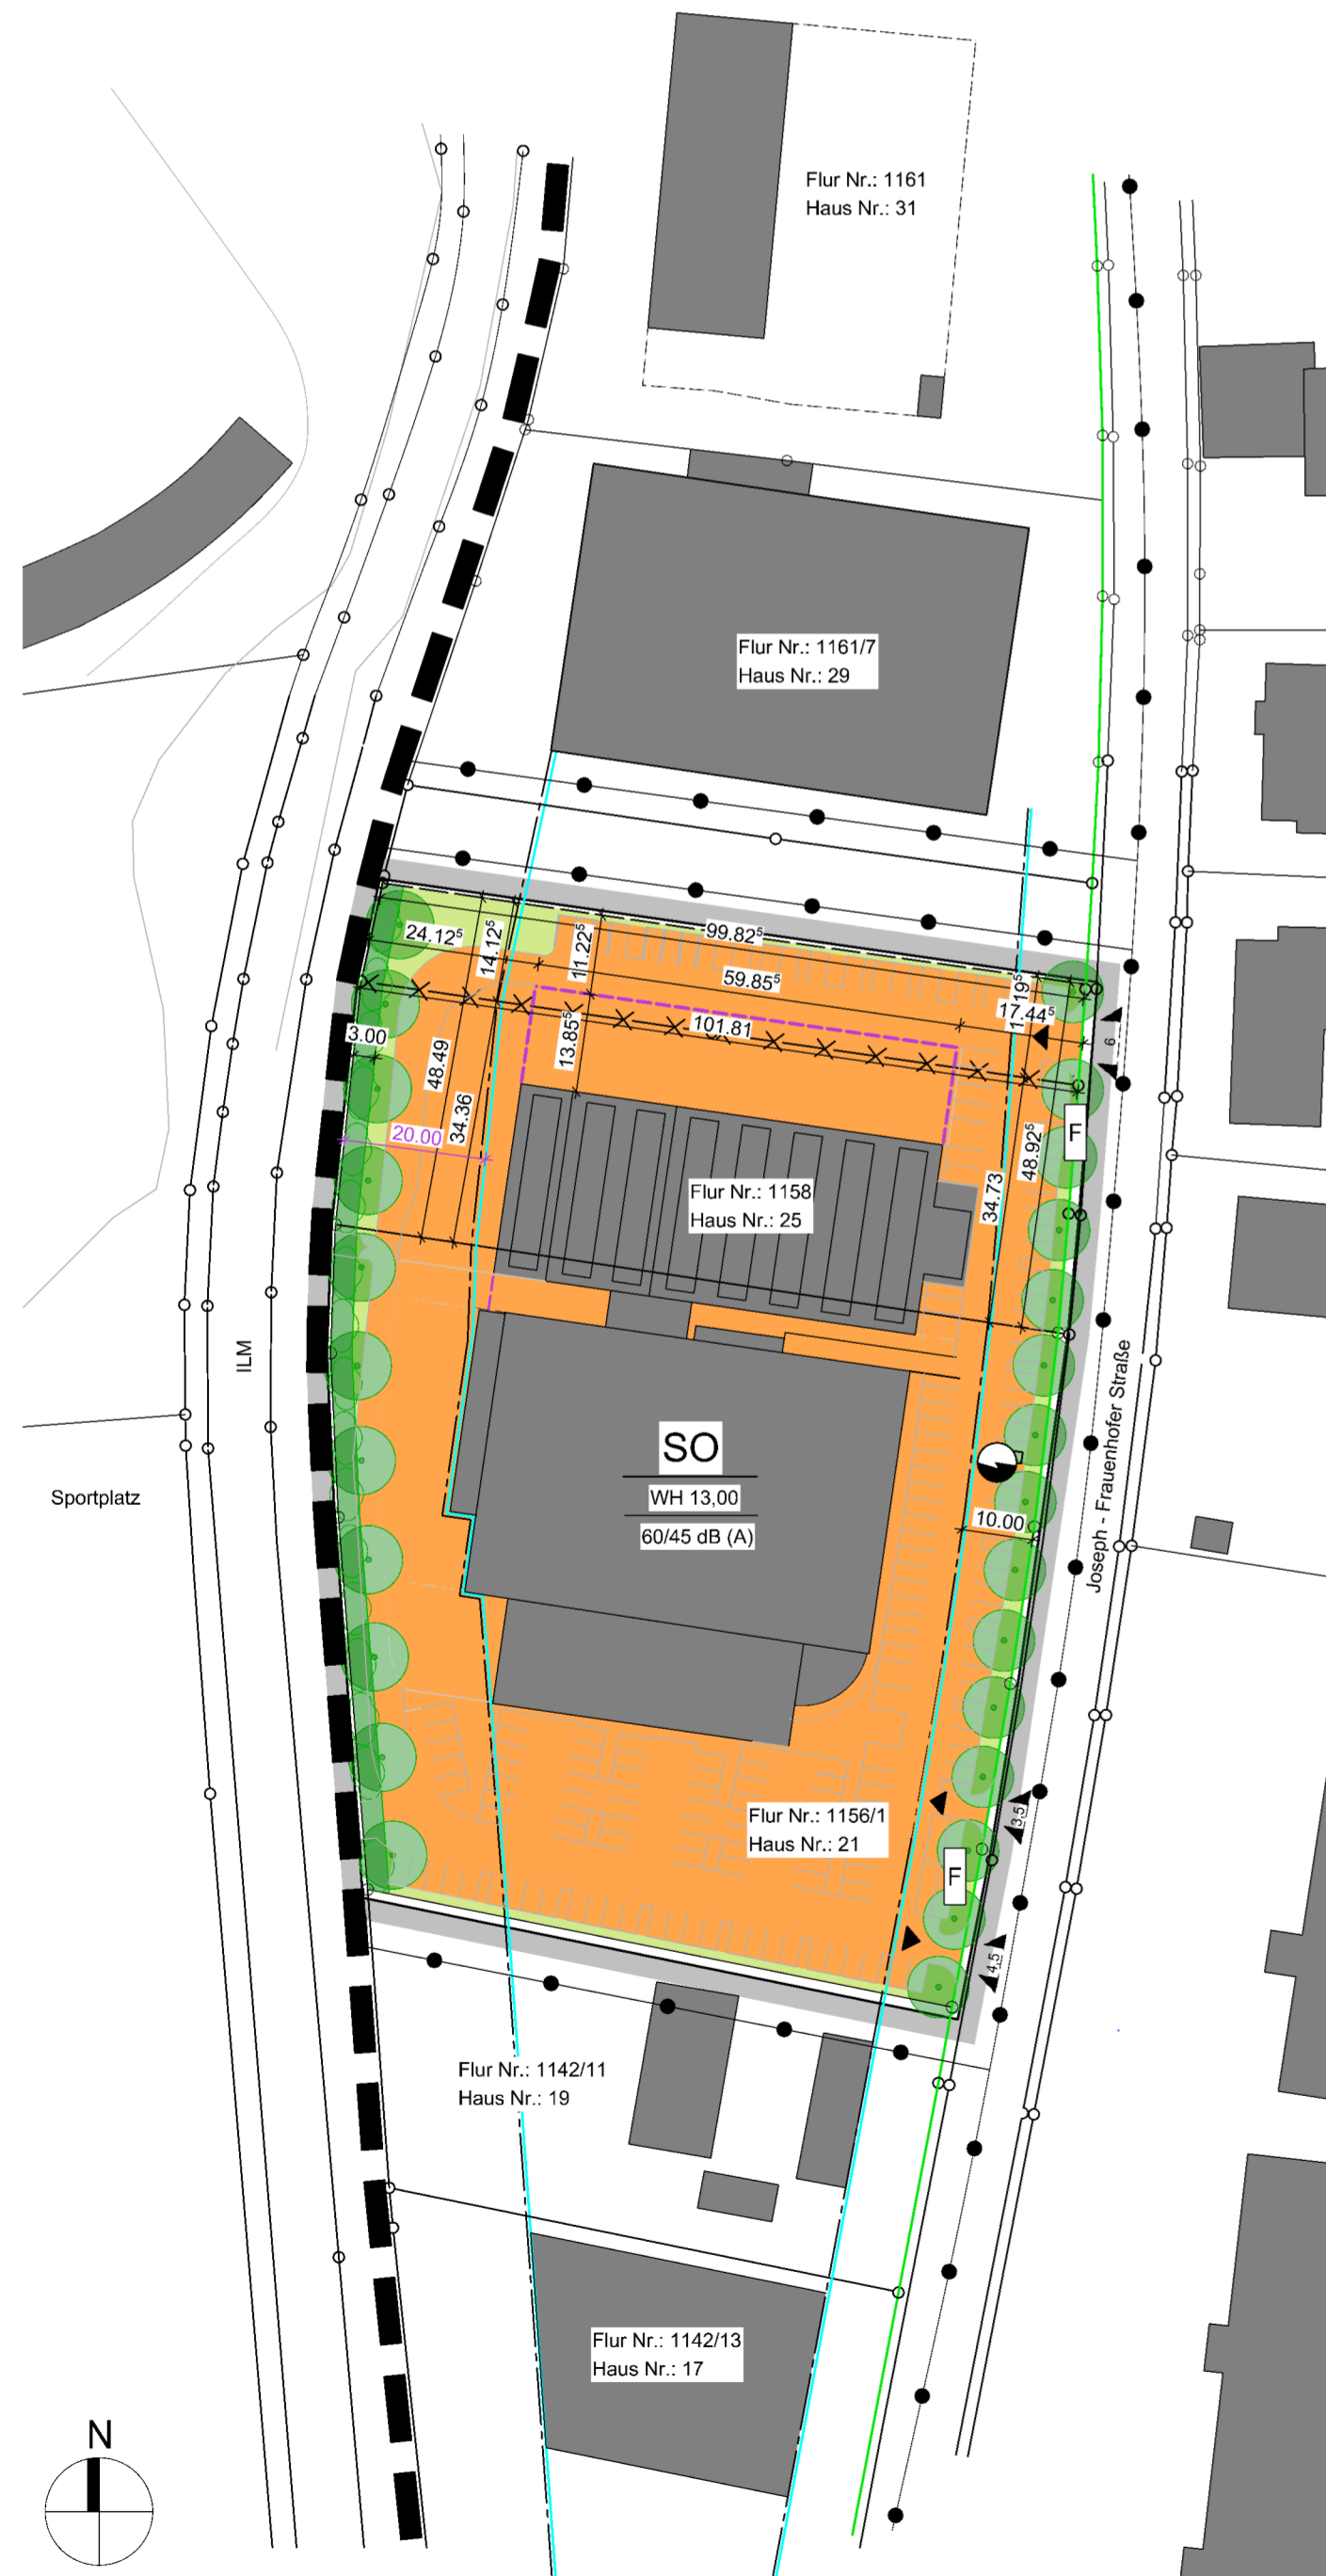 Flur Nr.: 1161
Haus Nr.: 31
Flur Nr.: 1161/7
Haus Nr.: 29
24.12⁵
14.12⁵
11.22⁵
99.82⁵
59.85⁵
17.44⁵
101.81
13.85⁵
3.00
48.49
34.36
20.00
6
F
48.92⁵
34.73
Flur Nr.: 1158
Haus Nr.: 25
ILM
Joseph - Frauenhofer Straße
SO
WH 13,00
60/45 dB (A)
Sportplatz
10.00
3,5
Flur Nr.: 1156/1
Haus Nr.: 21
F
4,5
Flur Nr.: 1142/11
Haus Nr.: 19
Flur Nr.: 1142/13
Haus Nr.: 17
N